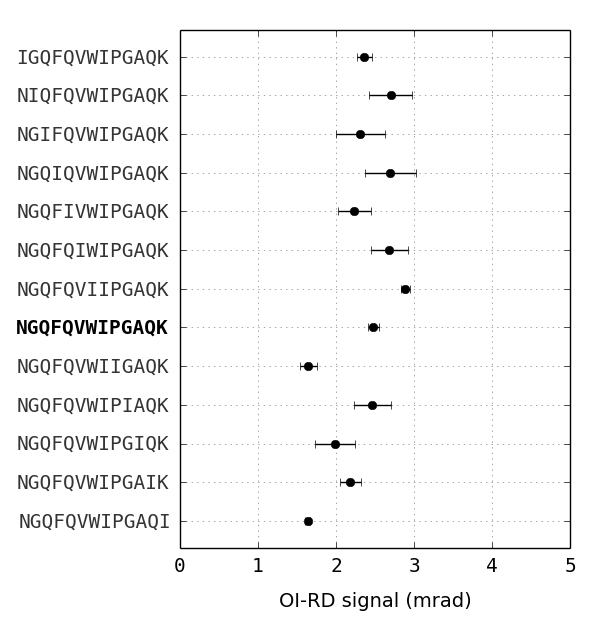 IGQFQVWIPGAQK
NIQFQVWIPGAQK
NGIFQVWIPGAQK
NGQIQVWIPGAQK
NGQFIVWIPGAQK
NGQFQIWIPGAQK
NGQFQVIIPGAQK
NGQFQVWIPGAQK
NGQFQVWIIGAQK
NGQFQVWIPIAQK
NGQFQVWIPGIQK
NGQFQVWIPGAIK
NGQFQVWIPGAQI
0 1 2 3 4 5
OI-RD signal (mrad)